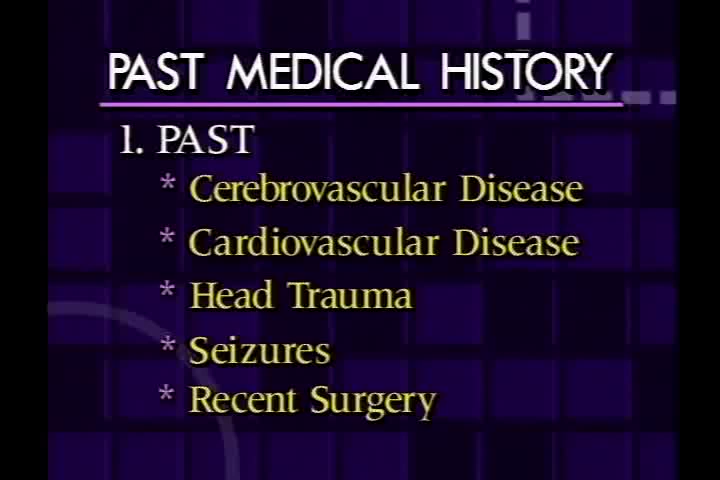 PAST MEDICAL HISTORY
1. PAST
* Cerebrovascular Disease
* Cardiovascular Disease
* Head Trauma
* Seizures
* Recent Surgery